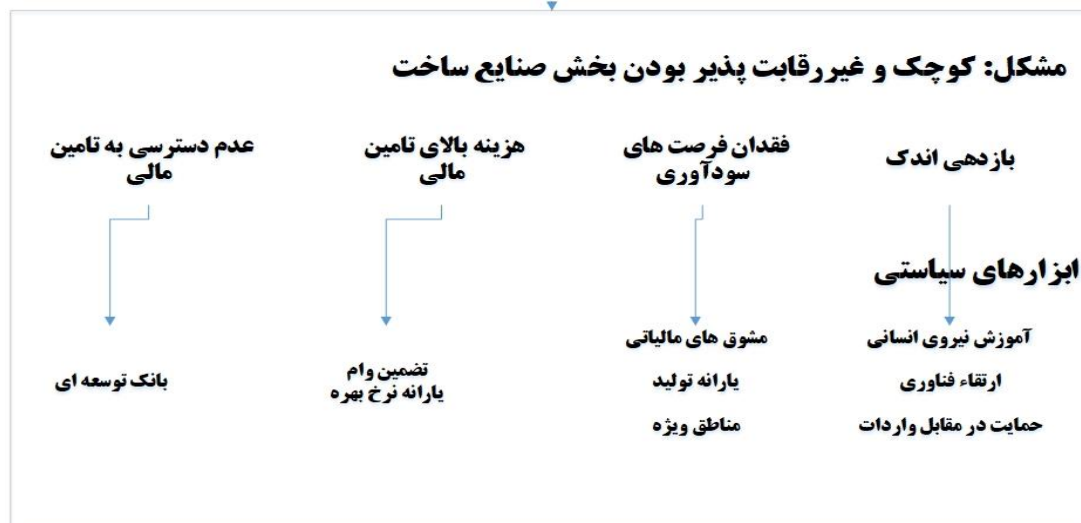 مشکل: کوچک و غیررقابت پذیر بودن بخش صنایع ساخت
بازدهی اندک
فقدان فرصت های
سودآوری
هزینه بالای تامین
مالی
عدم دسترسی به تامین
مالی
ابزارهای سیاستی
آموزش نیروی انسانی
ارتقاء فناوری
حمایت در مقابل واردات
مشوق های مالیاتی
یارانه تولید
مناطق ویژه
تضمین وام
یارانه نرخ بهره
بانک توسعه ای